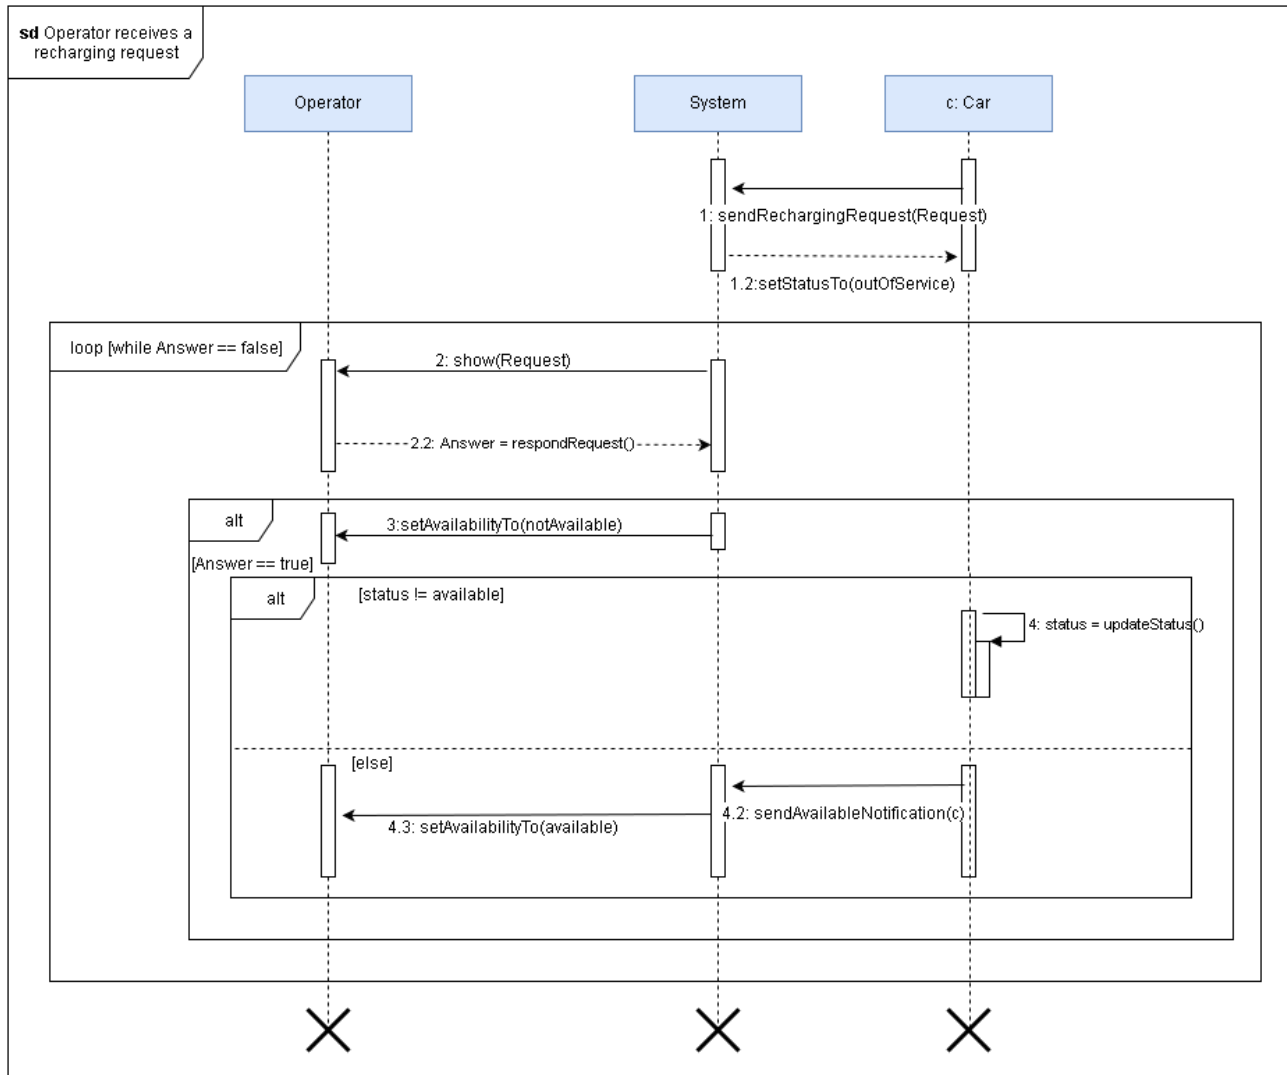 sd Operator receives a
recharging request
Operator
System
c: Car
1: sendRechargingRequest(Request)
1.2:setStatusTo(outOfService)
loop [while Answer == false]
2: show(Request)
2.2: Answer = respondRequest()
alt
3:setAvailabilityTo(notAvailable)
[Answer == true]
alt
[status != available]
4: status = updateStatus()
[else]
4.2: sendAvailableNotification(c)
4.3: setAvailabilityTo(available)